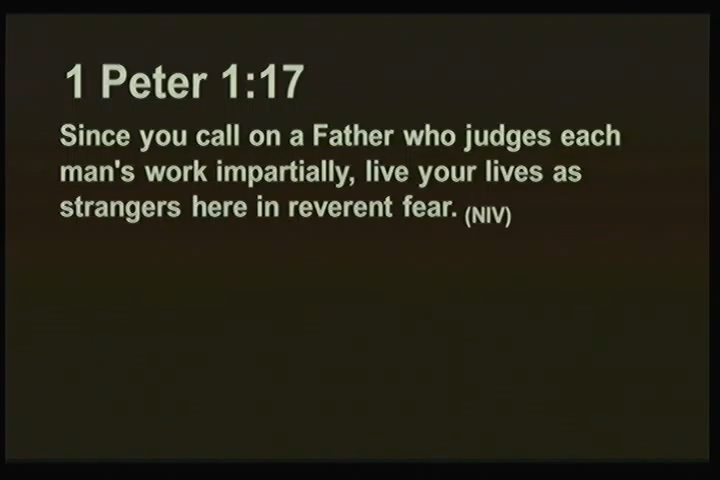 1 Peter 1:17
Since you call on a Father who judges each
man's work impartially, live your lives as
strangers here in reverent fear. (NIV)